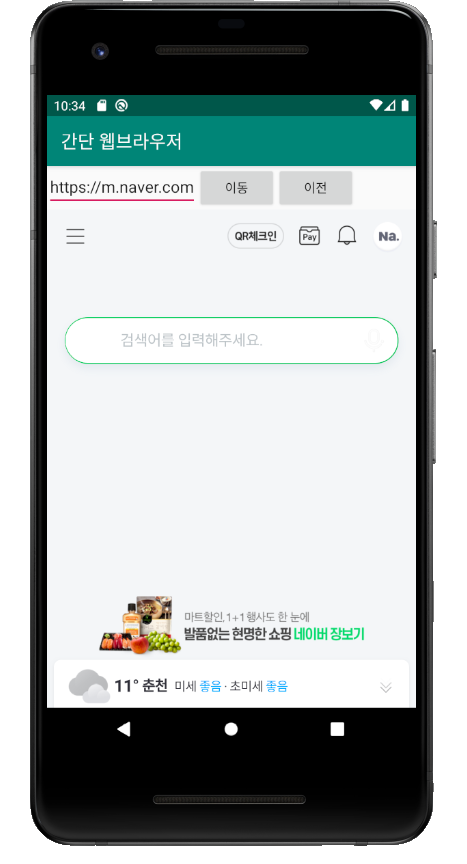 10:34
간단 웹브라우저
https://m.naver.com 이동 이전
QR체크인 Pay Na.
검색어를 입력해주세요.
마트할인, 1+1 행사도 한 눈에
발품없는 현명한 쇼핑 네이버 장보기
11° 춘천 미세 좋음 · 초미세 좋음